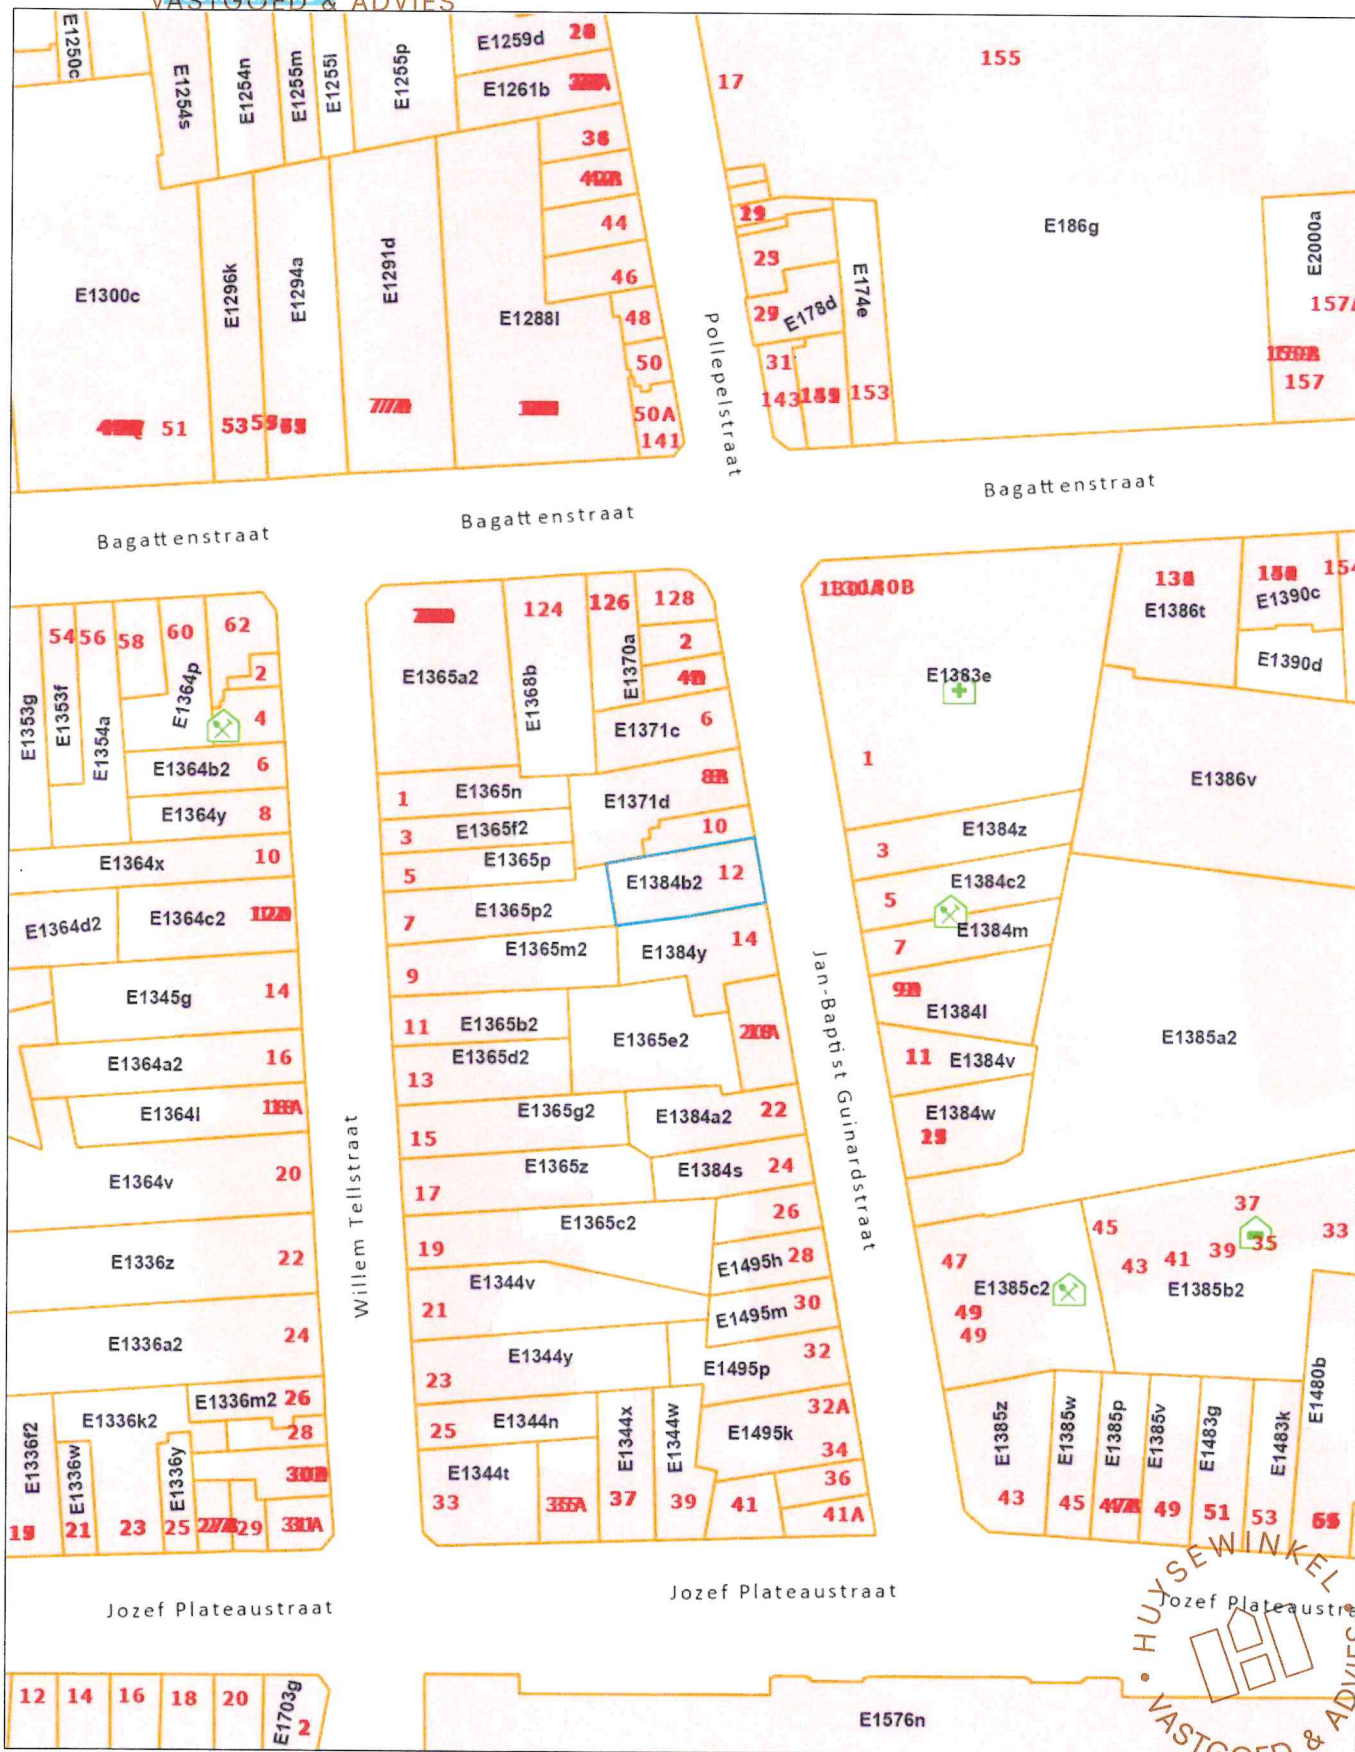 VASTGOED & ADVIES
E1250c
E1254s
E1254n
E1255m
E1255l
E1255p
E1259d
E1261b
17
155
38
44
46
48
50
50A
141
E1300c
E1296k
E1294a
E1291d
E1288l
51
53
Pollepelstraat
23
E178d
E174e
31
143
153
E186g
E2000a
157
Bagattenstraat
Bagattenstraat
Bagattenstraat
54
56
58
60
62
2
4
6
8
10
E1353g
E1353f
E1354a
E1364p
E1364b2
E1364y
E1364x
E1364d2
E1364c2
E1345g
14
E1364a2
16
E1364l
E1364v
20
E1336z
22
E1336a2
24
E1336m2
26
28
E1336k2
E1336f2
E1336w
E1336y
21
23
25
29
Willem Tellstraat
E1365a2
124
E1368b
126
E1370a
128
2
E1371c
6
E1365n
1
E1365f2
3
E1365p
5
E1371d
10
E1384b2
12
E1365p2
7
E1365m2
9
E1384y
14
E1365b2
11
E1365d2
13
E1365e2
E1365g2
15
E1384a2
22
E1365z
17
E1384s
24
E1365c2
19
26
E1495h
28
E1344v
21
E1495m
30
E1344y
23
E1495p
32
E1344n
25
E1344x
E1344w
32A
E1495k
34
E1344t
33
37
39
41
36
41A
Jan-Baptist Guinardstraat
E1383e
1
E1386t
E1390c
E1390d
E1386v
E1384z
3
E1384c2
5
E1384m
7
E1384l
E1384v
11
E1384w
E1385a2
E1385c2
47
49
49
E1385b2
45
43
41
39
37
35
33
E1480b
E1385z
E1385w
E1385p
E1385v
E1483g
E1483k
43
45
49
51
53
Jozef Plateaustraat
Jozef Plateaustraat
Jozef Plateaustra
12
14
16
18
20
E1703g
2
E1576n
• HUYSEWINKEL •
VASTGOED & ADVIES